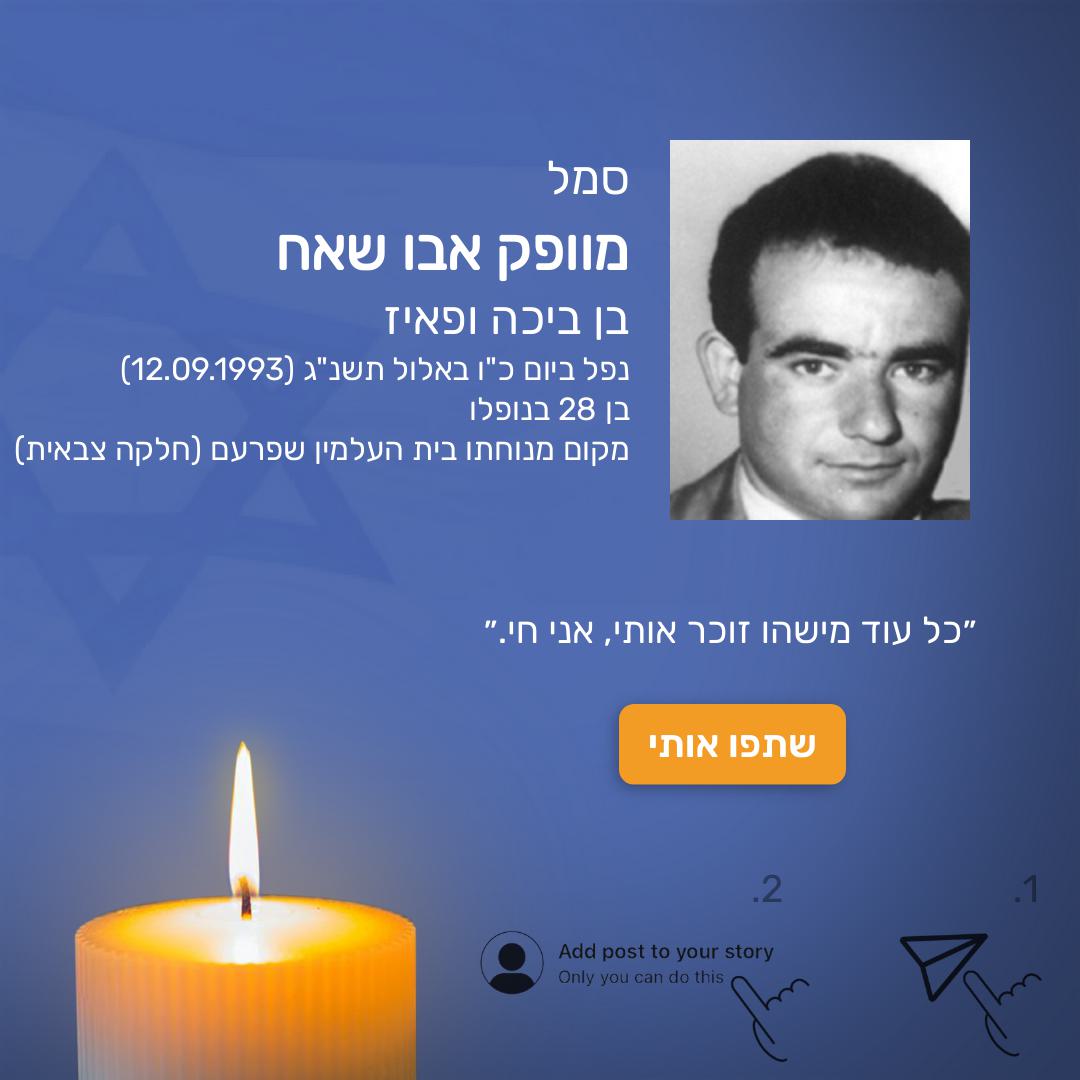 סמל
מוופק אבו שאח
בן ביכה ופאיז
נפל ביום כ"ו באלול תשנ"ג (12.09.1993)
בן 28 בנופלו
מקום מנוחתו בית העלמין שפרעם (חלקה צבאית)
״כל עוד מישהו זוכר אותי, אני חי.״
שתפו אותי
.1
.2
Add post to your story
Only you can do this